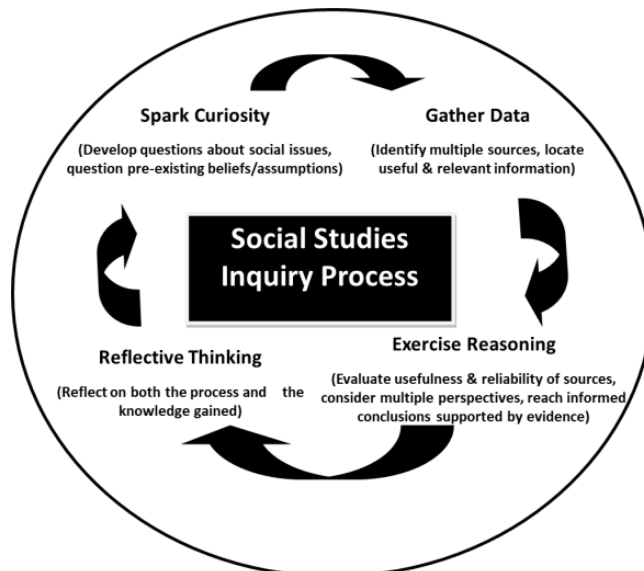 Spark Curiosity
(Develop questions about social issues,
question pre-existing beliefs/assumptions)
Gather Data
(Identify multiple sources, locate
useful & relevant information)
Social Studies
Inquiry Process
Exercise Reasoning
(Evaluate usefulness & reliability of sources,
consider multiple perspectives, reach informed
conclusions supported by evidence)
Reflective Thinking
(Reflect on both the process and the
knowledge gained)